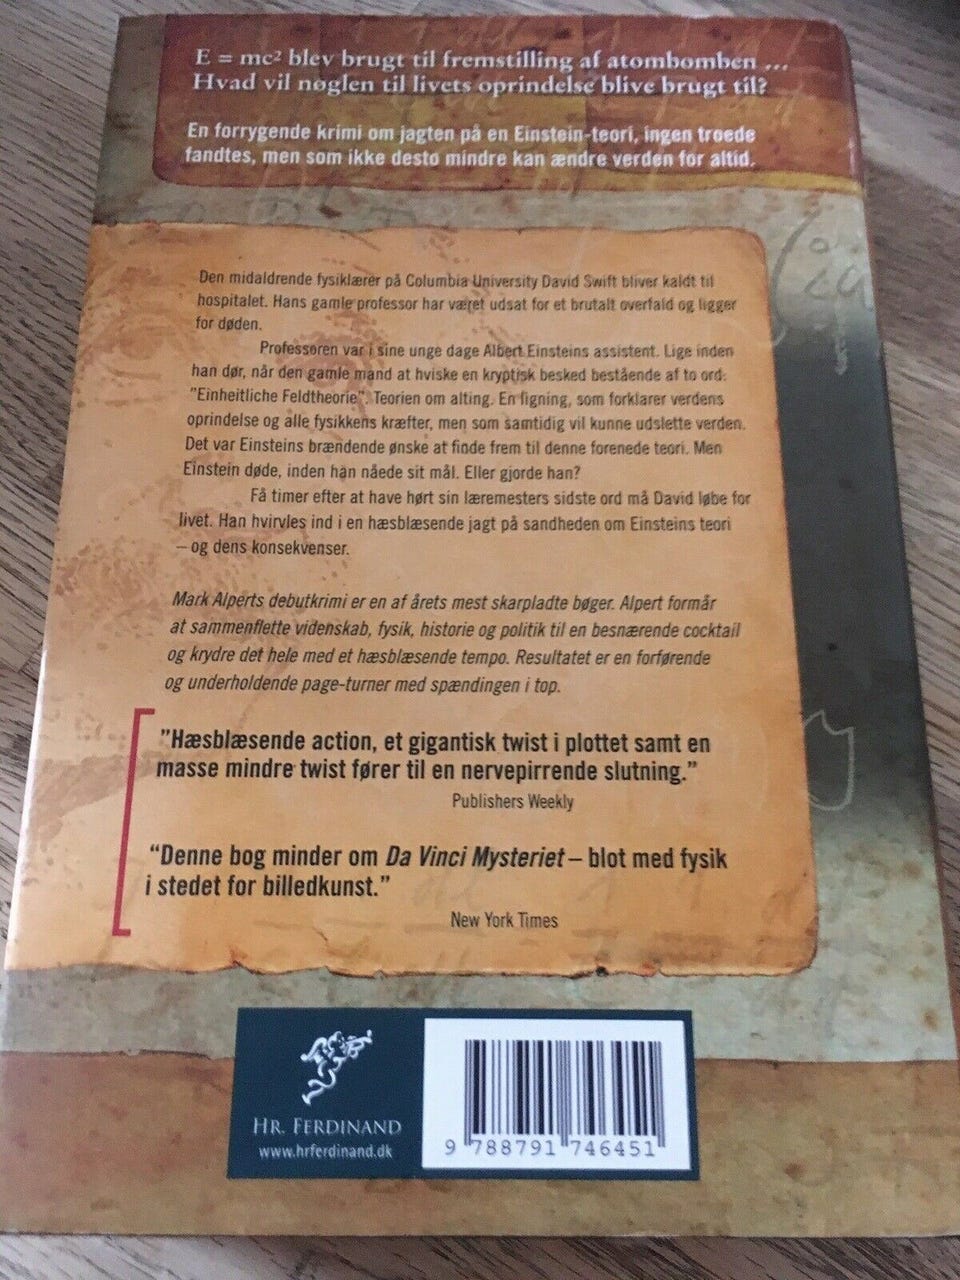 E = mc² blev brugt til fremstilling af atombomben ...
Hvad vil nøglen til livets oprindelse blive brugt til?
En forrygende krimi om jagten på en Einstein-teori, ingen troede
fandtes, men som ikke desto mindre kan ændre verden for altid.
Den midaldrende fysiklærer på Columbia University David Swift bliver kaldt til
hospitalet. Hans gamle professor har været udsat for et brutalt overfald og ligger
for døden.
Professoren var i sine unge dage Albert Einsteins assistent. Lige inden
han dør, når den gamle mand at hviske en kryptisk besked bestående af to ord:
"Einheitliche Feldtheorie". Teorien om alting. En ligning, som forklarer verdens
oprindelse og alle fysikkens kræfter, men som samtidig vil kunne udslette verden.
Det var Einsteins brændende ønske at finde frem til denne forenede teori. Men
Einstein døde, inden han nåede sit mål. Eller gjorde han?
Få timer efter at have hørt sin læremesters sidste ord må David løbe for
livet. Han hvirvles ind i en hæsblæsende jagt på sandheden om Einsteins teori
– og dens konsekvenser.
Mark Alperts debutkrimi er en af årets mest skarpladte bøger. Alpert formår
at sammenflette videnskab, fysik, historie og politik til en besnærende cocktail
og krydre det hele med et hæsblæsende tempo. Resultatet er en forførende
og underholdende page-turner med spændingen i top.
”Hæsblæsende action, et gigantisk twist i plottet samt en
masse mindre twist fører til en nervepirrende slutning.”
Publishers Weekly
“Denne bog minder om Da Vinci Mysteriet – blot med fysik
i stedet for billedkunst.”
New York Times
HR. FERDINAND
www.hrferdinand.dk
9 788791 746451